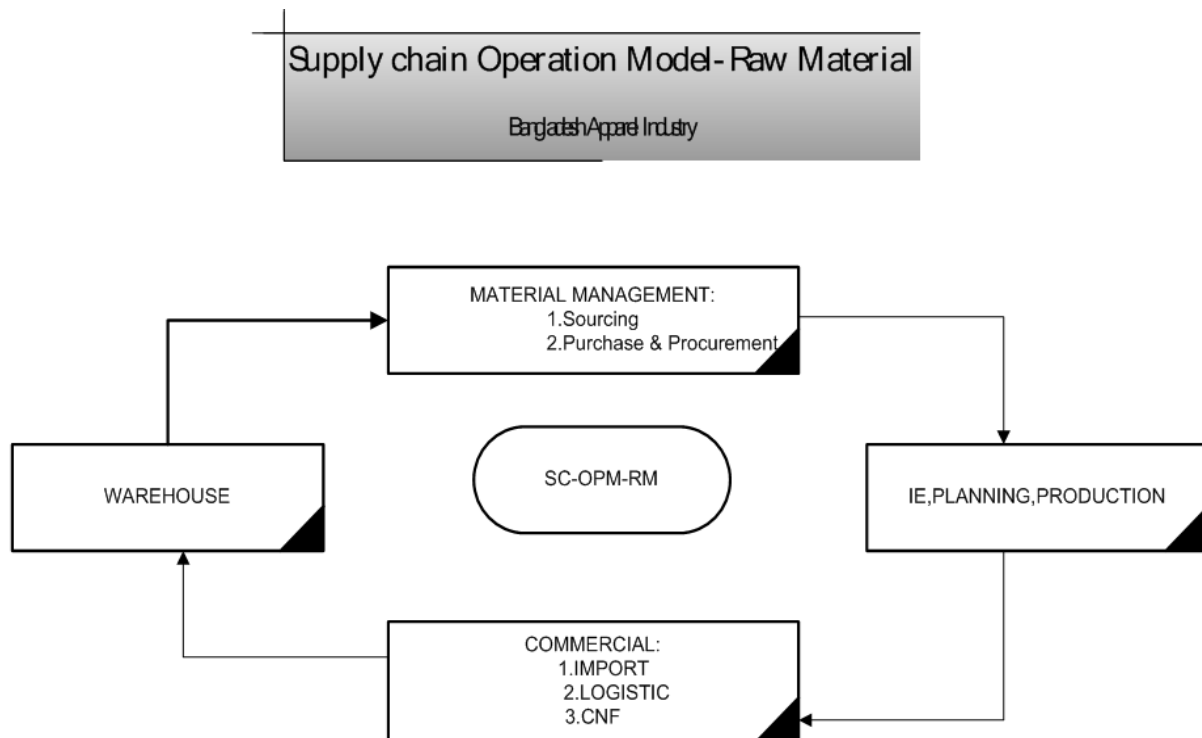 Supply chain Operation Model- Raw Material
Bangladesh Apparel Industry
MATERIAL MANAGEMENT:
1.Sourcing
2.Purchase & Procurement
WAREHOUSE
SC-OPM-RM
IE,PLANNING,PRODUCTION
COMMERCIAL:
1.IMPORT
2.LOGISTIC
3.CNF